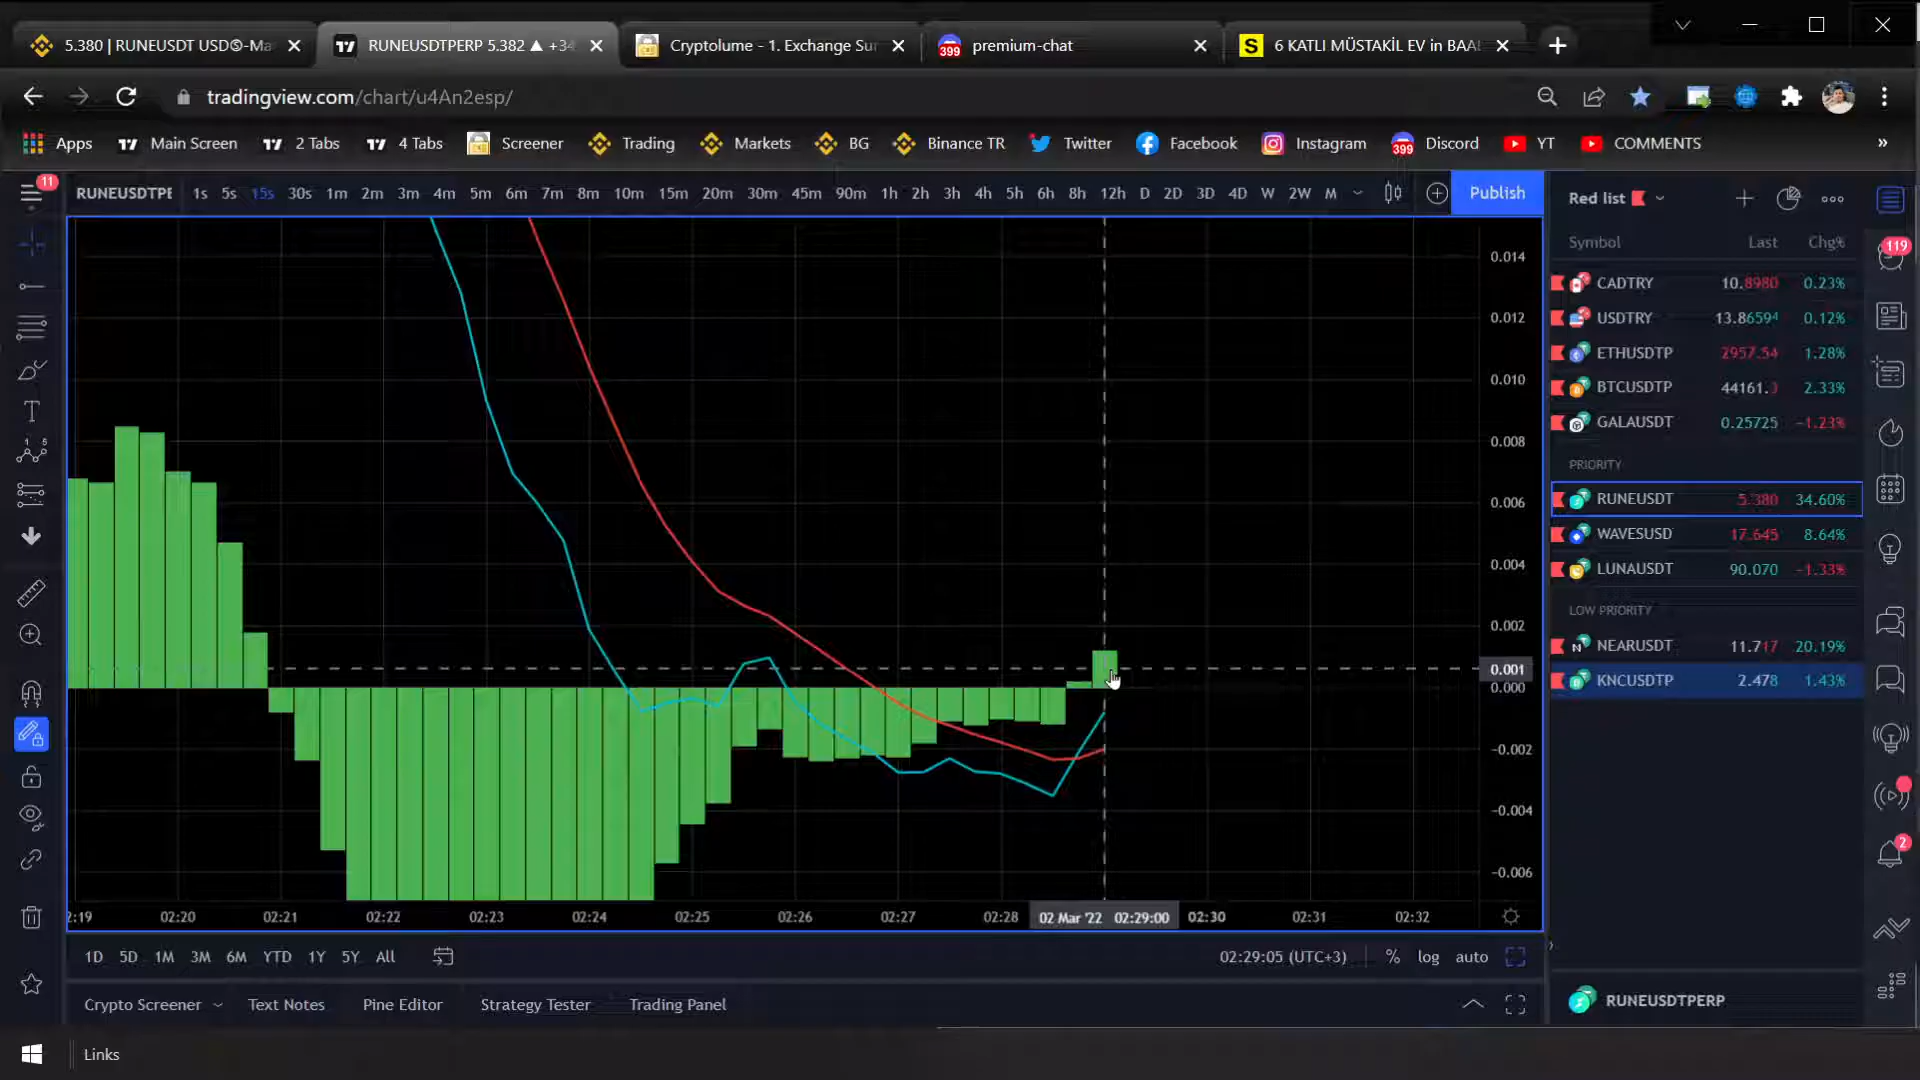 5.380 | RUNEUSDT USDⓈ-Ma
RUNEUSDTPERP 5.382 ▲ +34
Cryptolume - 1. Exchange Sur
399 premium-chat
S 6 KATLI MÜSTAKİL EV in BAA
tradingview.com/chart/u4An2esp/
Apps Main Screen 2 Tabs 4 Tabs Screener Trading Markets BG Binance TR Twitter Facebook Instagram 399 Discord YT COMMENTS »
11 RUNEUSDTPE 1s 5s 15s 30s 1m 2m 3m 4m 5m 6m 7m 8m 10m 15m 20m 30m 45m 90m 1h 2h 3h 4h 5h 6h 8h 12h D 2D 3D 4D W 2W M Publish
Red list
Symbol Last Chg%
119
CADTRY 10.8980 0.23%
USDTRY 13.86594 0.12%
ETHUSDTP 2957.54 1.28%
BTCUSDTP 44161.3 2.33%
GALAUSDT 0.25725 −1.23%
PRIORITY
RUNEUSDT 5.380 34.60%
WAVESUSD 17.645 8.64%
LUNAUSDT 90.070 −1.33%
LOW PRIORITY
NEARUSDT 11.717 20.19%
KNCUSDTP 2.478 1.43%
2
0.014
0.012
0.010
0.008
0.006
0.004
0.002
0.001
0.000
−0.002
−0.004
−0.006
:19 02:20 02:21 02:22 02:23 02:24 02:25 02:26 02:27 02:28 02 Mar '22 02:29:00 02:30 02:31 02:32
1D 5D 1M 3M 6M YTD 1Y 5Y All 02:29:05 (UTC+3) % log auto
Crypto Screener Text Notes Pine Editor Strategy Tester Trading Panel
RUNEUSDTPERP
Links